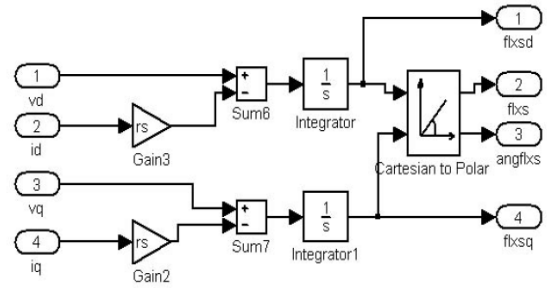 1
flxsd
1
vd
+
−
Sum6
1
s
Integrator
2
flxs
2
id
rs
Gain3
3
angflxs
Cartesian to Polar
3
vq
+
−
Sum7
1
s
Integrator1
4
flxsq
4
iq
rs
Gain2